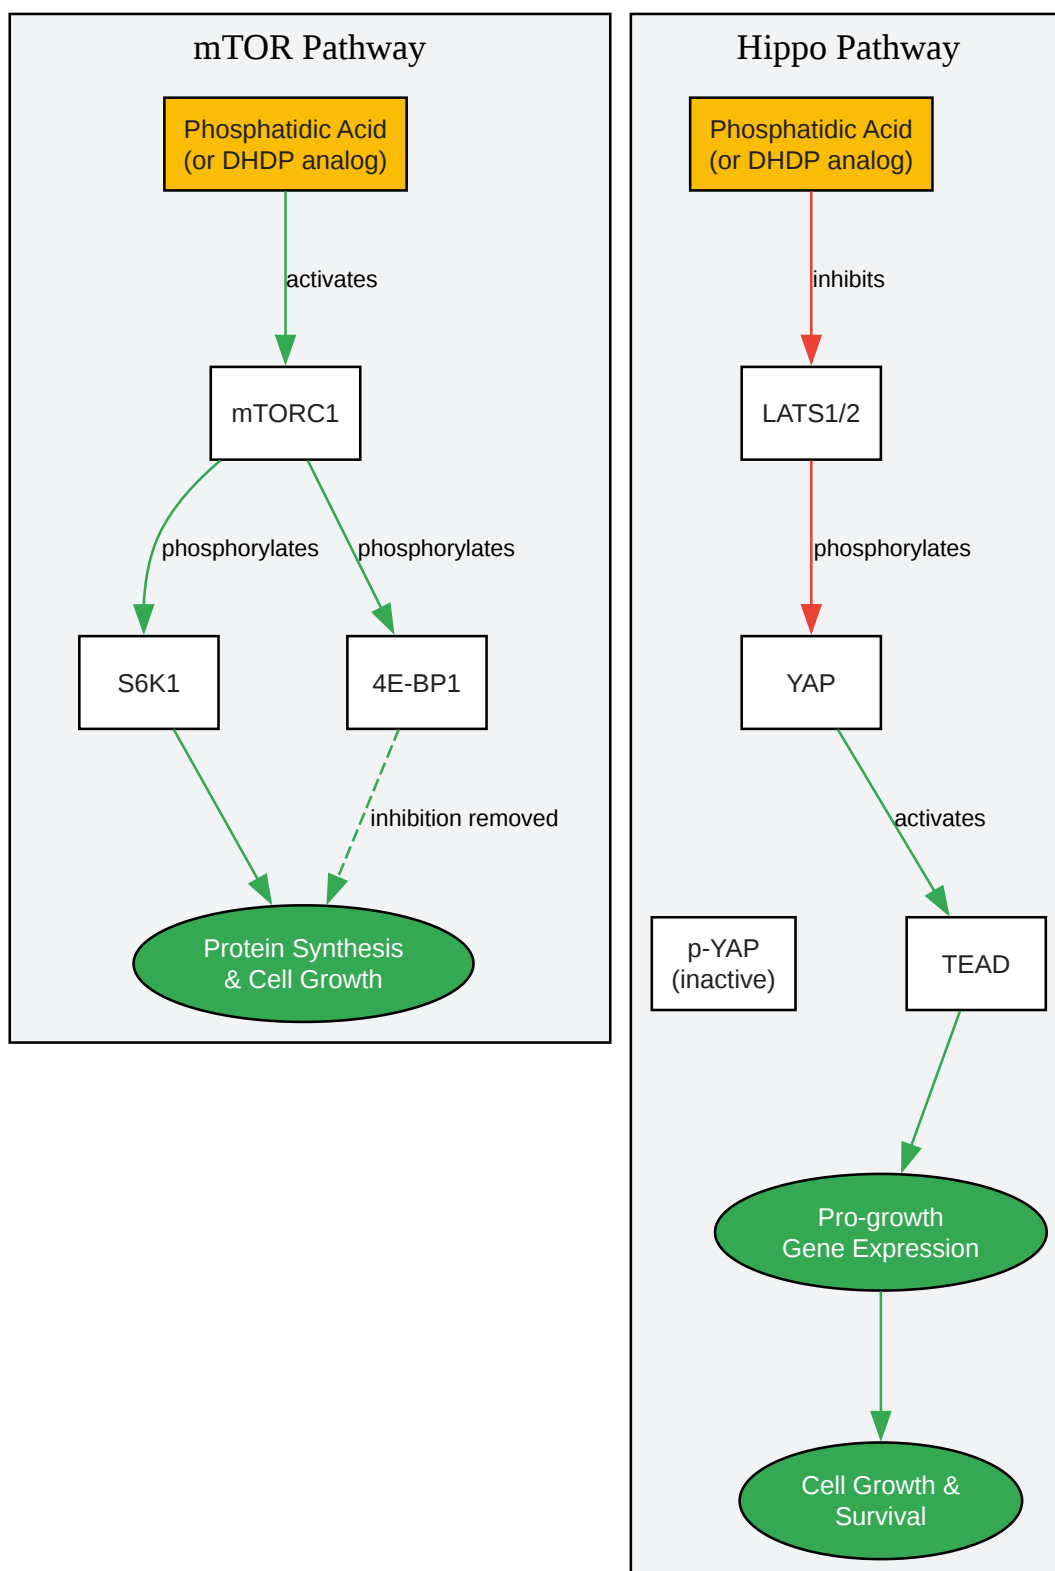 mTOR Pathway
Phosphatidic Acid
(or DHDP analog)
activates
mTORC1
phosphorylates
phosphorylates
S6K1
4E-BP1
inhibition removed
Protein Synthesis
& Cell Growth
Hippo Pathway
Phosphatidic Acid
(or DHDP analog)
inhibits
LATS1/2
phosphorylates
YAP
activates
p-YAP
(inactive)
TEAD
Pro-growth
Gene Expression
Cell Growth &
Survival